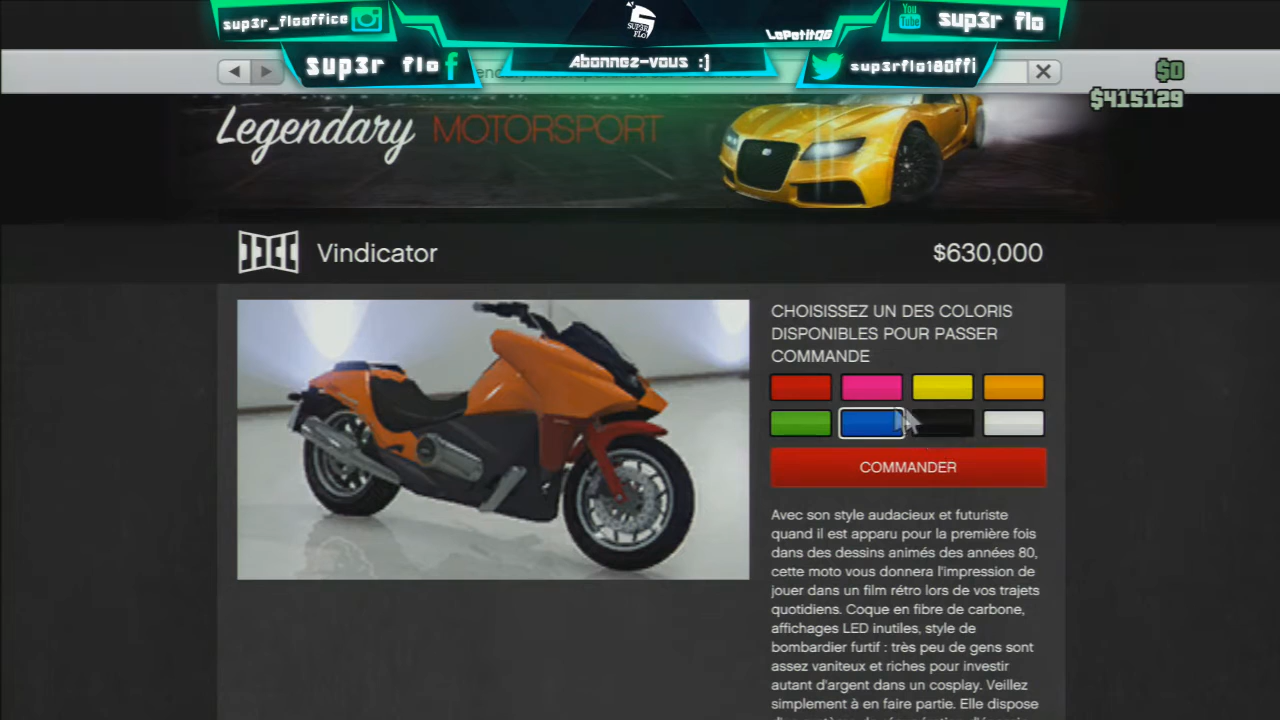 sup3r_flooffice
SUP3R
FLO
LePetitQG
You
Tube
sup3r flo
sup3r flo
Abonnez-vous :)
sup3rflo180ffi
$0
$415129
Legendary MOTORSPORT
Vindicator
$630,000
CHOISISSEZ UN DES COLORIS
DISPONIBLES POUR PASSER
COMMANDE
COMMANDER
Avec son style audacieux et futuriste
quand il est apparu pour la première fois
dans des dessins animés des années 80,
cette moto vous donnera l'impression de
jouer dans un film rétro lors de vos trajets
quotidiens. Coque en fibre de carbone,
affichages LED inutiles, style de
bombardier furtif : très peu de gens sont
assez vaniteux et riches pour investir
autant d'argent dans un cosplay. Veillez
simplement à en faire partie. Elle dispose